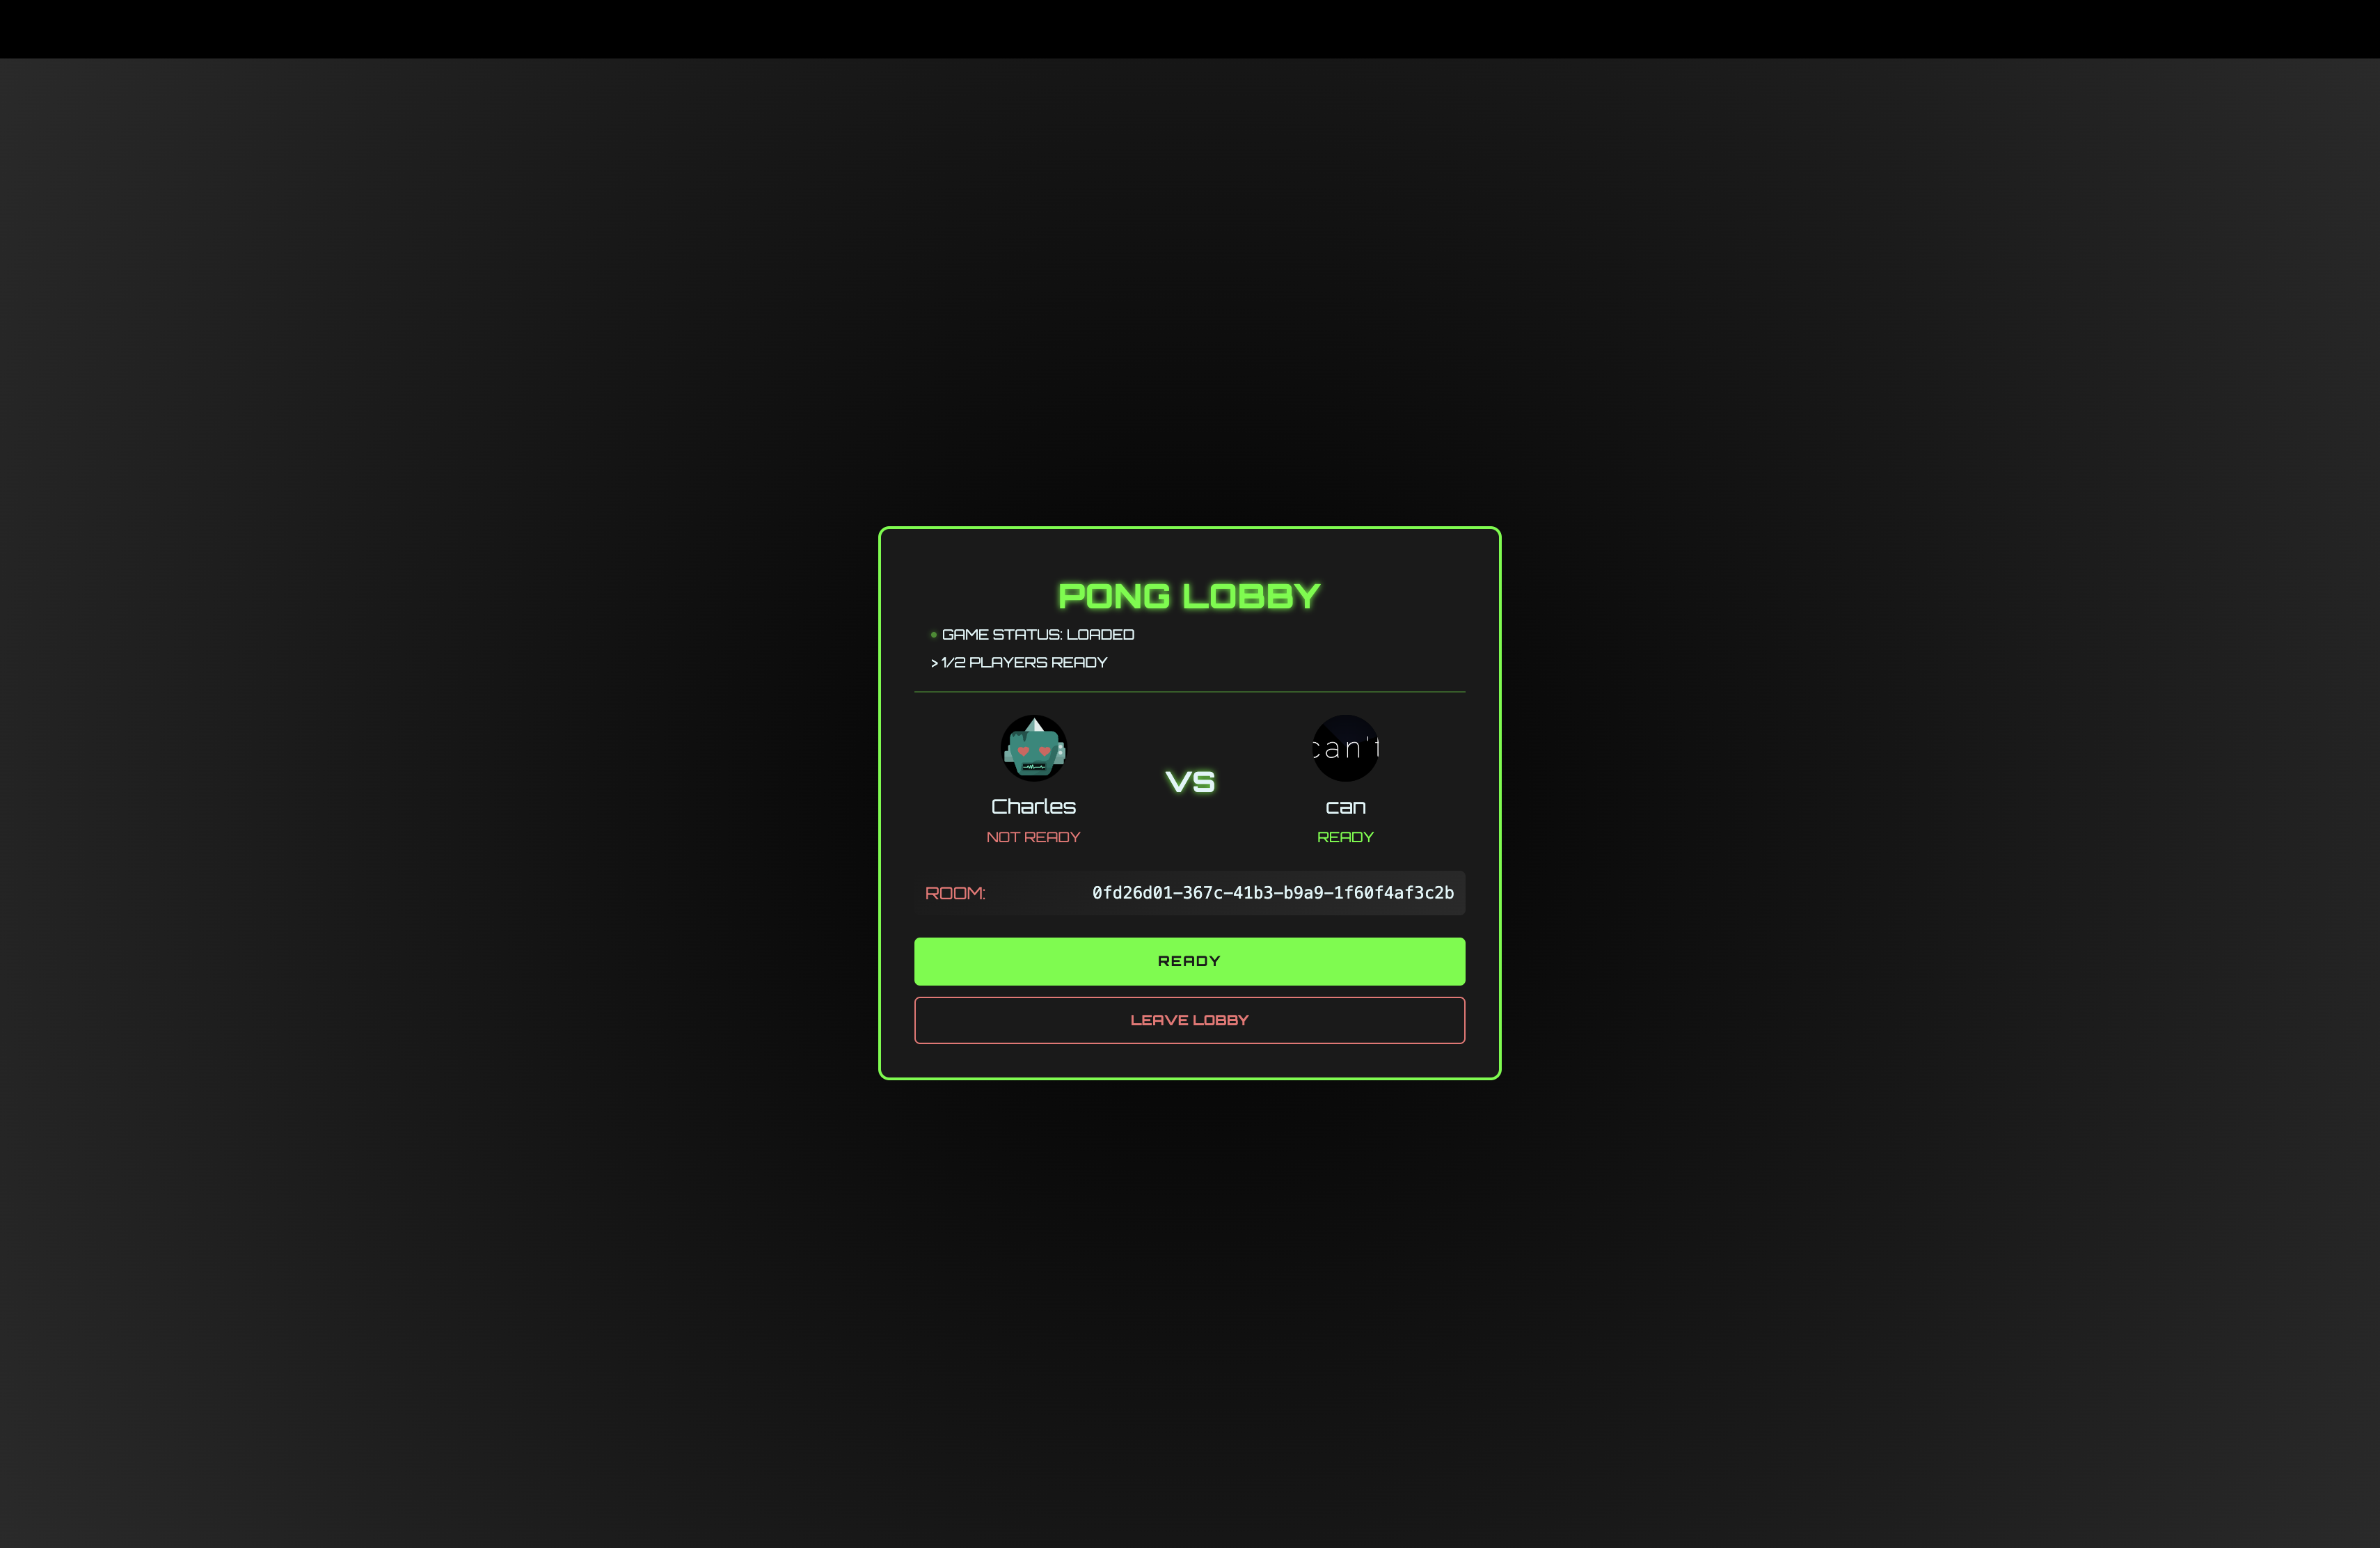 PONG LOBBY
GAME STATUS: LOADED
> 1/2 PLAYERS READY
can't
VS
Charles
can
NOT READY
READY
ROOM:
0fd26d01-367c-41b3-b9a9-1f60f4af3c2b
READY
LEAVE LOBBY